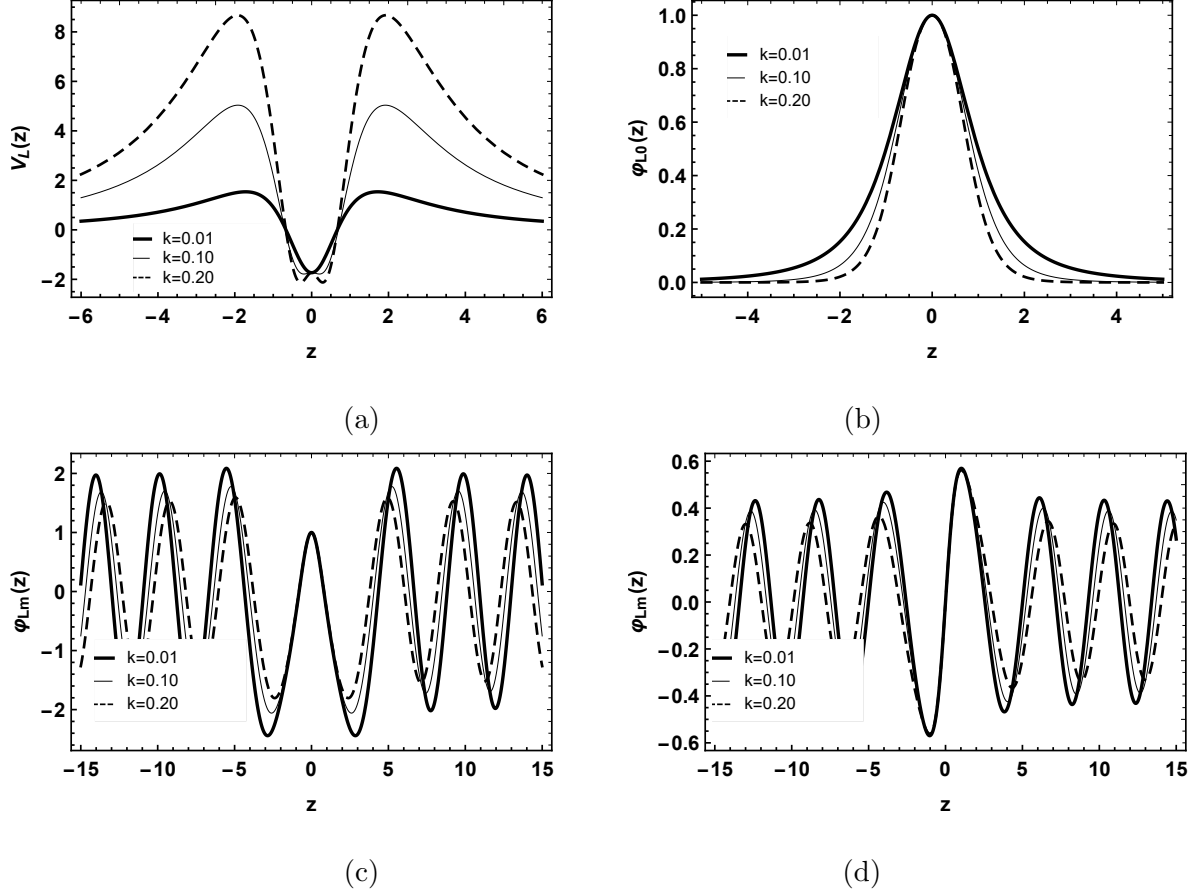 8
6
4
2
0
−2
V_L(z)
k=0.01
k=0.10
k=0.20
−6 −4 −2 0 2 4 6
z
(a)
1.0
0.8
0.6
0.4
0.2
0.0
φ_L0(z)
k=0.01
k=0.10
k=0.20
−4 −2 0 2 4
z
(b)
2
1
0
−1
−2
φ_Lm(z)
k=0.01
k=0.10
k=0.20
−15 −10 −5 0 5 10 15
z
(c)
0.6
0.4
0.2
0.0
−0.2
−0.4
−0.6
φ_Lm(z)
k=0.01
k=0.10
k=0.20
−15 −10 −5 0 5 10 15
z
(d)